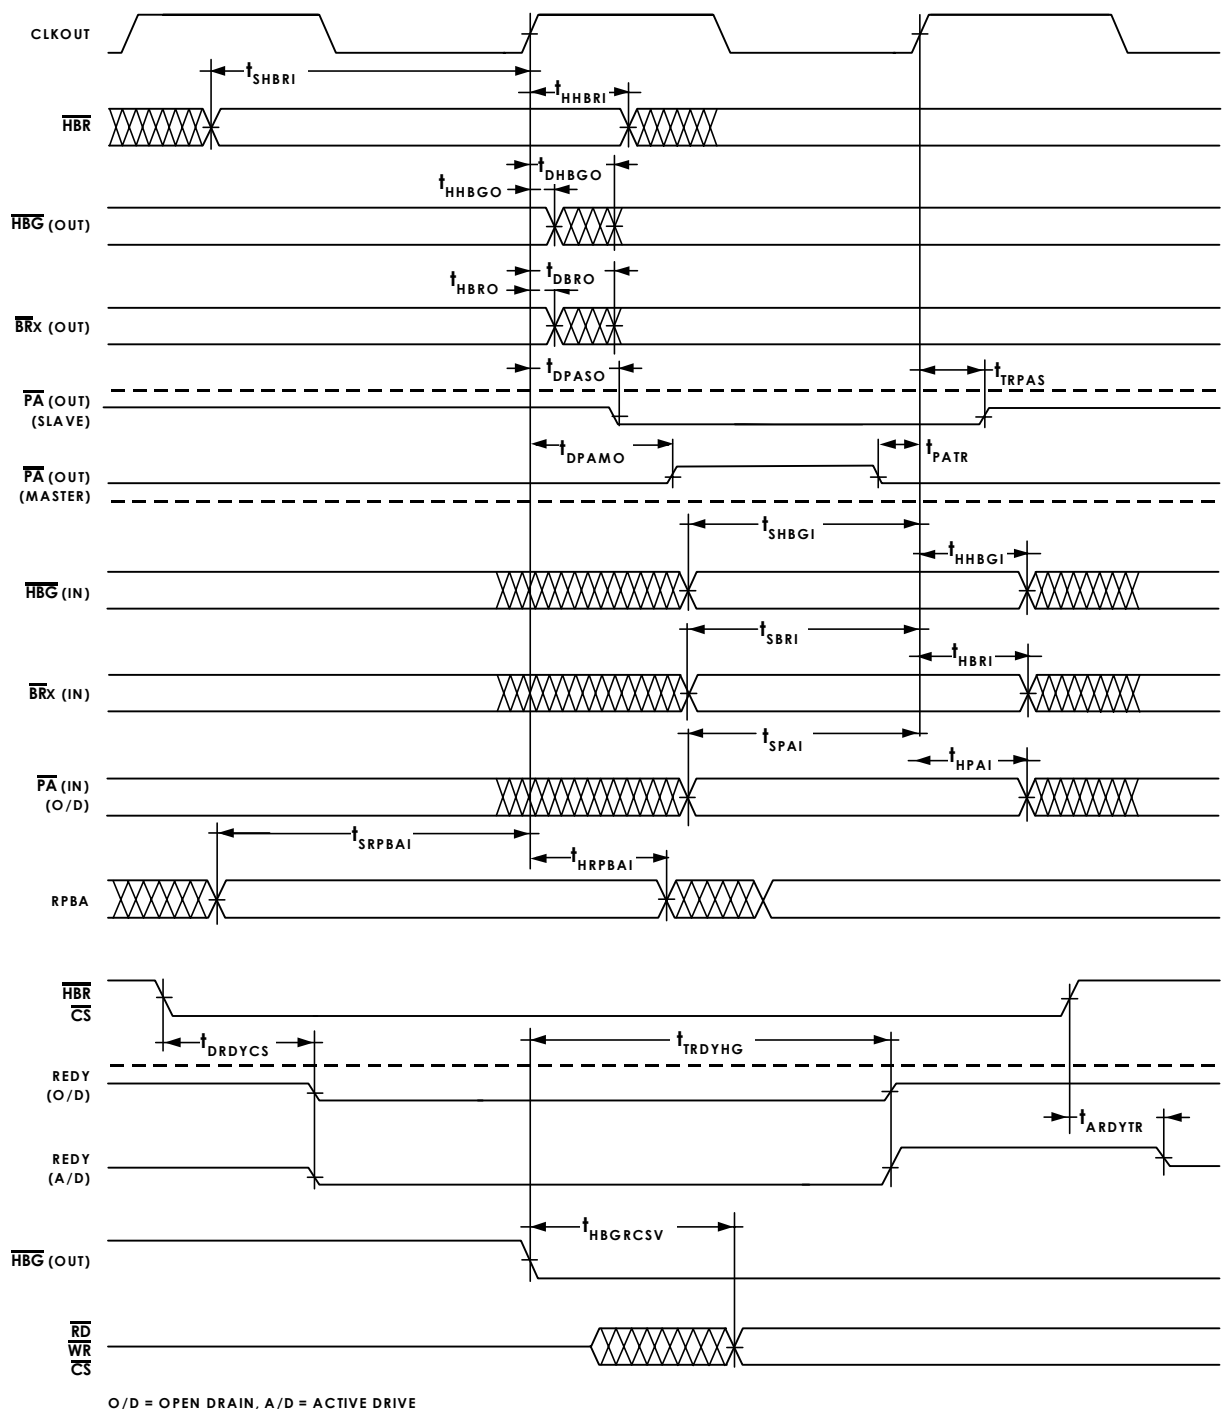 CLKOUT
tSHBRI
tHHBRI
HBR
tDHBGO
tHHBGO
HBG (OUT)
tDBRO
tHBRO
BRX (OUT)
tDPASO
tTRPAS
PA (OUT)
(SLAVE)
tDPAMO
tPATR
PA (OUT)
(MASTER)
tSHBGI
tHHBGI
HBG (IN)
tSBRI
tHBRI
BRX (IN)
tSPAI
tHPAI
PA (IN)
(O/D)
tSRPBAI
tHRPBAI
RPBA
HBR
CS
tDRDYCS
tTRDYHG
REDY
(O/D)
tARDYTR
REDY
(A/D)
tHBGRCSV
HBG (OUT)
RD
WR
CS
O/D = OPEN DRAIN, A/D = ACTIVE DRIVE